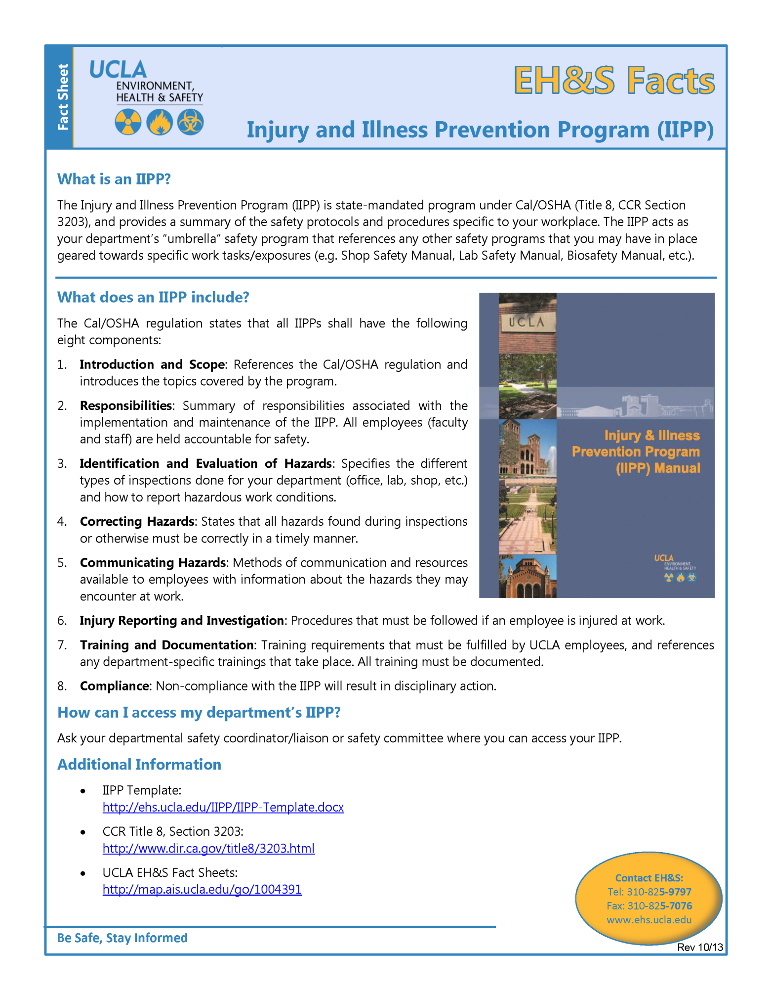 Fact Sheet
UCLA
ENVIRONMENT,
HEALTH & SAFETY
EH&S Facts
Injury and Illness Prevention Program (IIPP)
What is an IIPP?
The Injury and Illness Prevention Program (IIPP) is state-mandated program under Cal/OSHA (Title 8, CCR Section
3203), and provides a summary of the safety protocols and procedures specific to your workplace. The IIPP acts as
your department’s “umbrella” safety program that references any other safety programs that you may have in place
geared towards specific work tasks/exposures (e.g. Shop Safety Manual, Lab Safety Manual, Biosafety Manual, etc.).
What does an IIPP include?
The Cal/OSHA regulation states that all IIPPs shall have the following
eight components:
1. Introduction and Scope: References the Cal/OSHA regulation and
introduces the topics covered by the program.
2. Responsibilities: Summary of responsibilities associated with the
implementation and maintenance of the IIPP. All employees (faculty
and staff) are held accountable for safety.
3. Identification and Evaluation of Hazards: Specifies the different
types of inspections done for your department (office, lab, shop, etc.)
and how to report hazardous work conditions.
4. Correcting Hazards: States that all hazards found during inspections
or otherwise must be correctly in a timely manner.
5. Communicating Hazards: Methods of communication and resources
available to employees with information about the hazards they may
encounter at work.
UCLA
Injury & Illness
Prevention Program
(IIPP) Manual
UCLA
ENVIRONMENT,
HEALTH & SAFETY
6. Injury Reporting and Investigation: Procedures that must be followed if an employee is injured at work.
7. Training and Documentation: Training requirements that must be fulfilled by UCLA employees, and references
any department-specific trainings that take place. All training must be documented.
8. Compliance: Non-compliance with the IIPP will result in disciplinary action.
How can I access my department’s IIPP?
Ask your departmental safety coordinator/liaison or safety committee where you can access your IIPP.
Additional Information
• IIPP Template:
http://ehs.ucla.edu/IIPP/IIPP-Template.docx
• CCR Title 8, Section 3203:
http://www.dir.ca.gov/title8/3203.html
• UCLA EH&S Fact Sheets:
http://map.ais.ucla.edu/go/1004391
Contact EH&S:
Tel: 310-825-9797
Fax: 310-825-7076
www.ehs.ucla.edu
Be Safe, Stay Informed
Rev 10/13